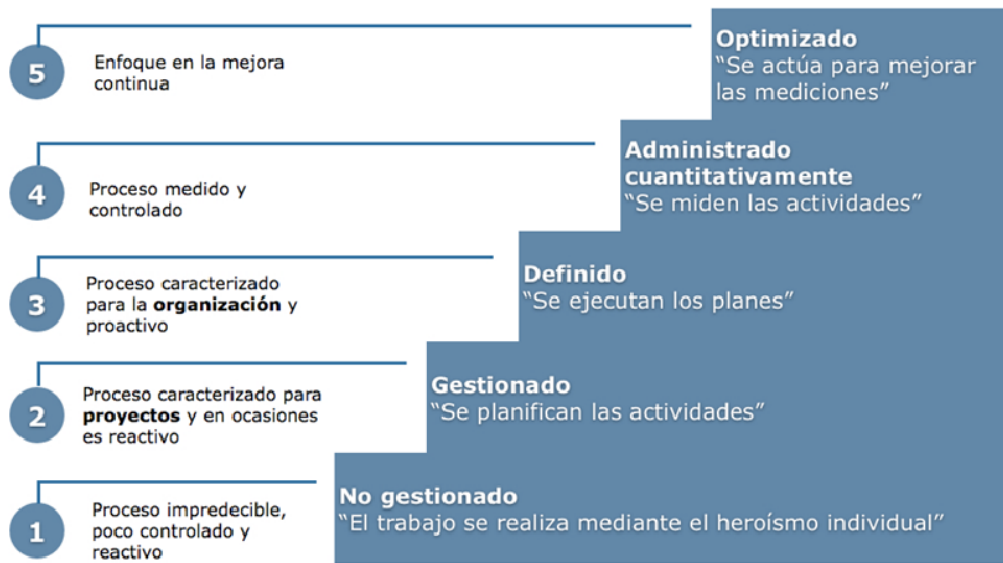 5
Enfoque en la mejora
continua
Optimizado
“Se actúa para mejorar
las mediciones”
4
Proceso medido y
controlado
Administrado
cuantitativamente
“Se miden las actividades”
3
Proceso caracterizado
para la organización y
proactivo
Definido
“Se ejecutan los planes”
2
Proceso caracterizado para
proyectos y en ocasiones
es reactivo
Gestionado
“Se planifican las actividades”
1
Proceso impredecible,
poco controlado y
reactivo
No gestionado
“El trabajo se realiza mediante el heroísmo individual”